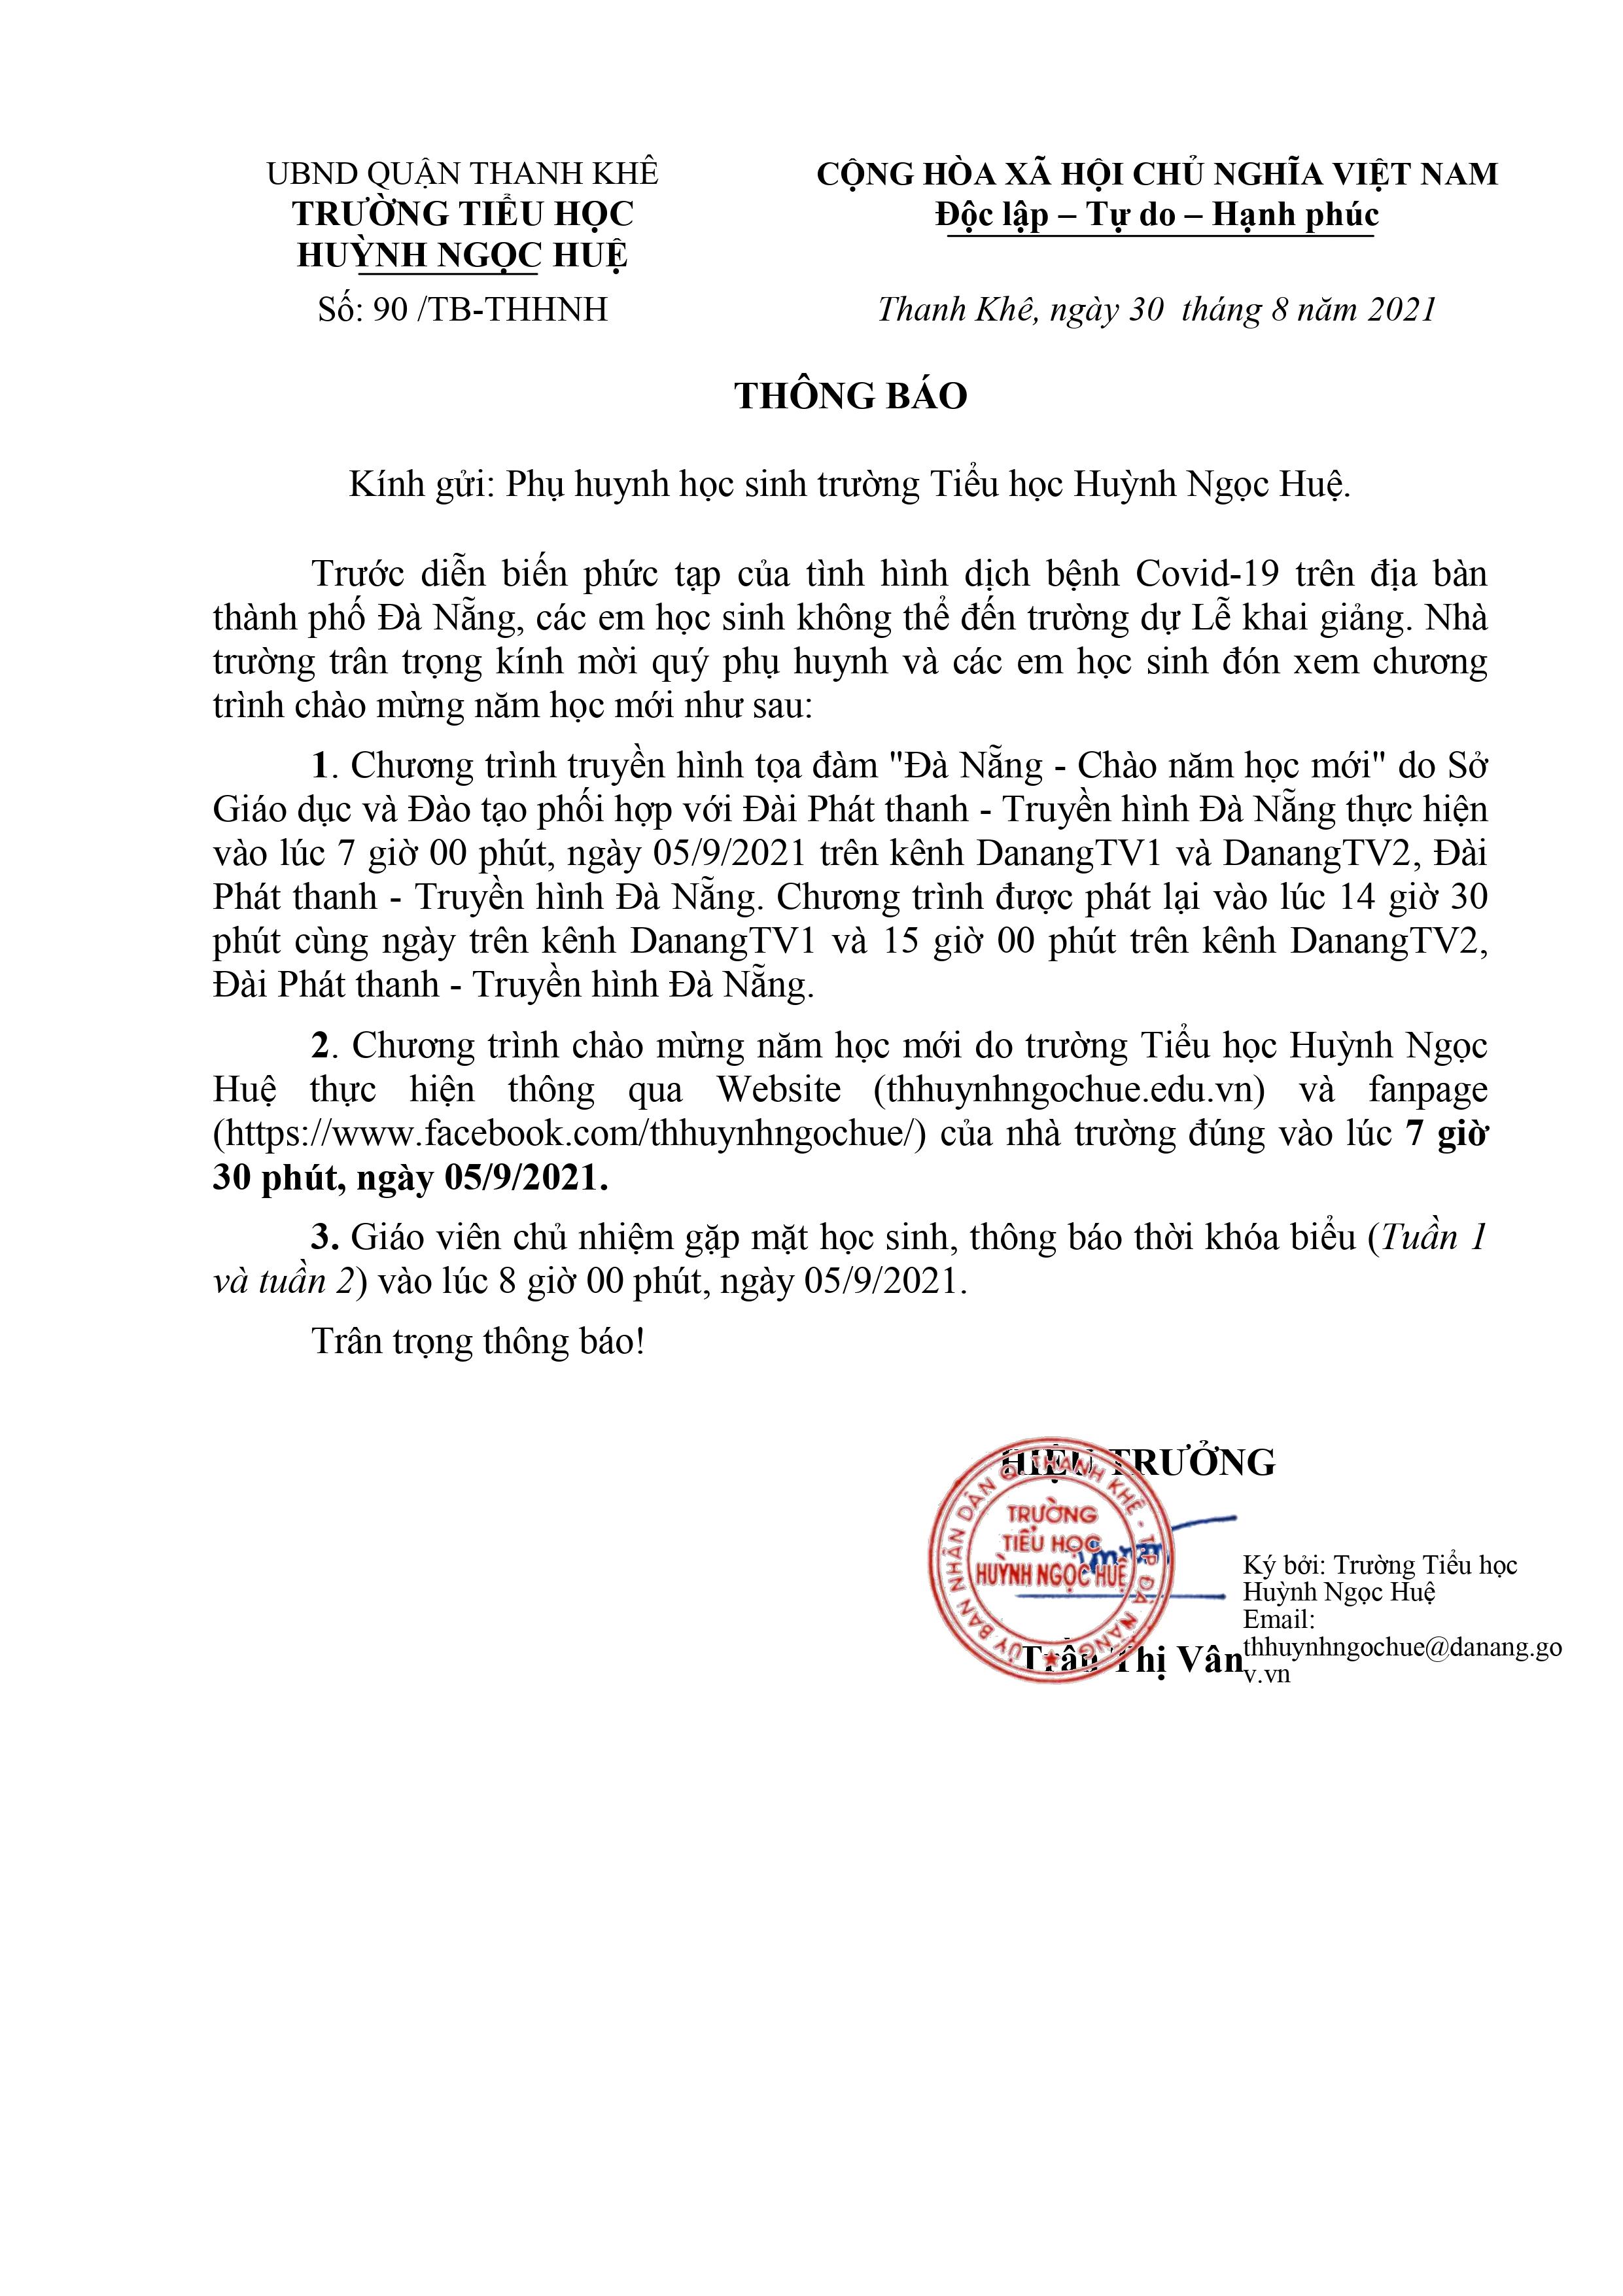 UBND QUẬN THANH KHÊ
TRƯỜNG TIỂU HỌC
HUỲNH NGỌC HUỆ
Số: 90 /TB-THHNH
CỘNG HÒA XÃ HỘI CHỦ NGHĨA VIỆT NAM
Độc lập – Tự do – Hạnh phúc
Thanh Khê, ngày 30 tháng 8 năm 2021
THÔNG BÁO
Kính gửi: Phụ huynh học sinh trường Tiểu học Huỳnh Ngọc Huệ.
Trước diễn biến phức tạp của tình hình dịch bệnh Covid-19 trên địa bàn
thành phố Đà Nẵng, các em học sinh không thể đến trường dự Lễ khai giảng. Nhà
trường trân trọng kính mời quý phụ huynh và các em học sinh đón xem chương
trình chào mừng năm học mới như sau:
1. Chương trình truyền hình tọa đàm "Đà Nẵng - Chào năm học mới" do Sở
Giáo dục và Đào tạo phối hợp với Đài Phát thanh - Truyền hình Đà Nẵng thực hiện
vào lúc 7 giờ 00 phút, ngày 05/9/2021 trên kênh DanangTV1 và DanangTV2, Đài
Phát thanh - Truyền hình Đà Nẵng. Chương trình được phát lại vào lúc 14 giờ 30
phút cùng ngày trên kênh DanangTV1 và 15 giờ 00 phút trên kênh DanangTV2,
Đài Phát thanh - Truyền hình Đà Nẵng.
2. Chương trình chào mừng năm học mới do trường Tiểu học Huỳnh Ngọc
Huệ thực hiện thông qua Website (thhuynhngochue.edu.vn) và fanpage
(https://www.facebook.com/thhuynhngochue/) của nhà trường đúng vào lúc 7 giờ
30 phút, ngày 05/9/2021.
3. Giáo viên chủ nhiệm gặp mặt học sinh, thông báo thời khóa biểu (Tuần 1
và tuần 2) vào lúc 8 giờ 00 phút, ngày 05/9/2021.
Trân trọng thông báo!
HIỆU TRƯỞNG
ỦY BAN NHÂN DÂN Q. THANH KHÊ - TP ĐÀ NẴNG
TRƯỜNG
TIỂU HỌC
HUỲNH NGỌC HUỆ
Trần Thị Vân
Ký bởi: Trường Tiểu học
Huỳnh Ngọc Huệ
Email:
thhuynhngochue@danang.go
v.vn